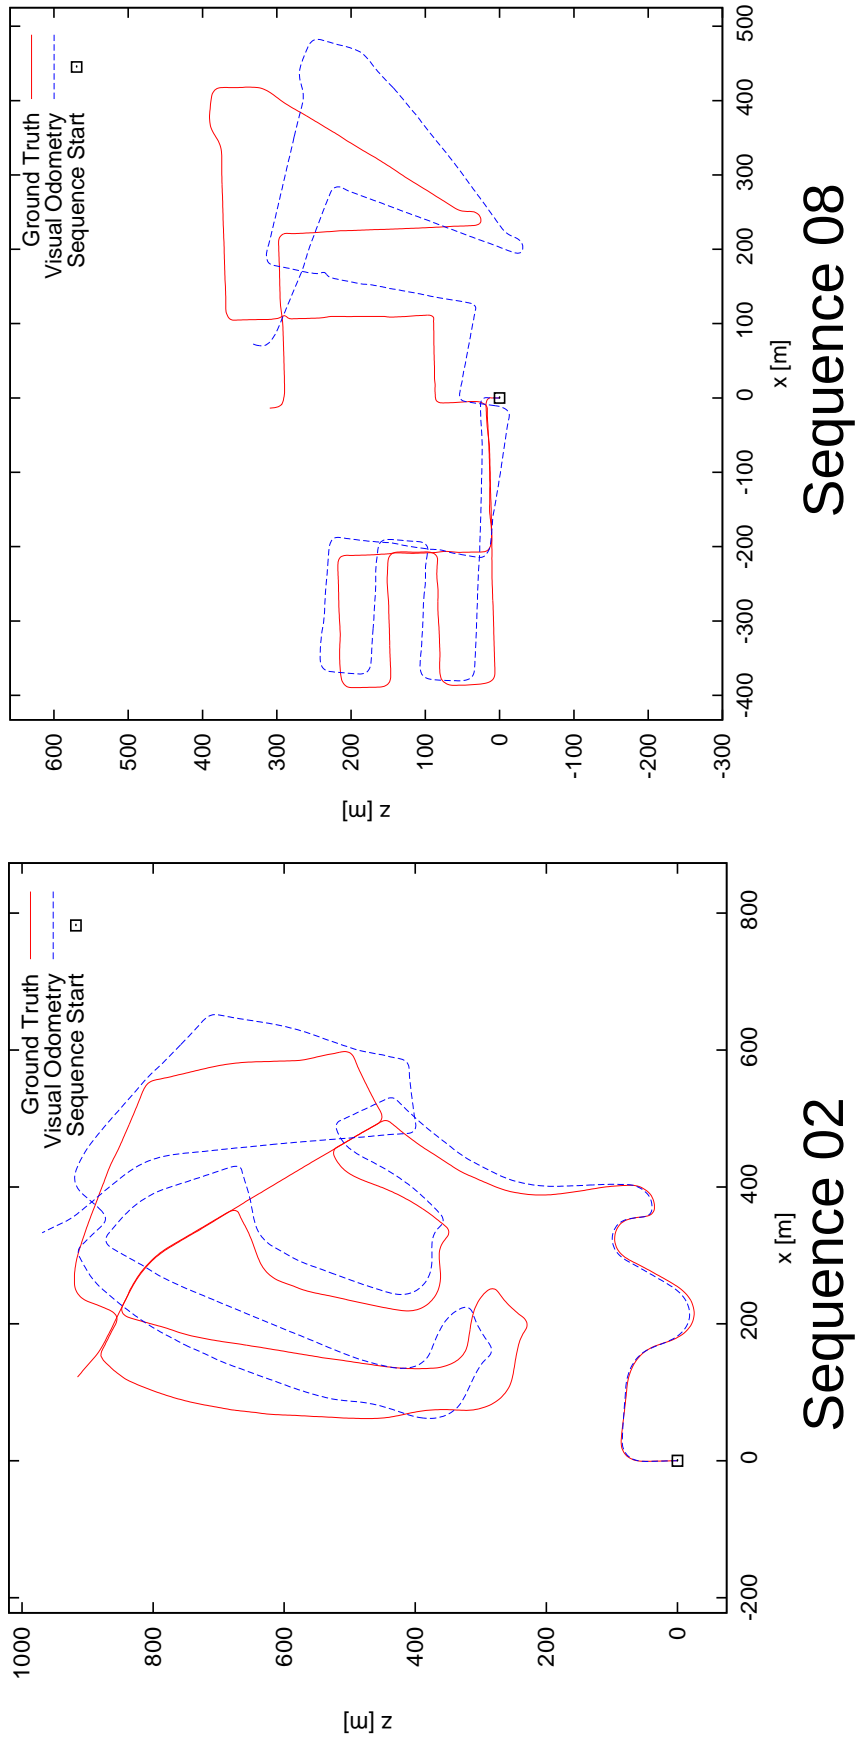 Ground Truth
Visual Odometry
Sequence Start
600
500
400
300
200
100
0
-100
-200
-300
-400
-300
-200
-100
0
100
200
300
400
500
z [m]
x [m]
Sequence 08
Ground Truth
Visual Odometry
Sequence Start
1000
800
600
400
200
0
-200
0
200
400
600
800
z [m]
x [m]
Sequence 02